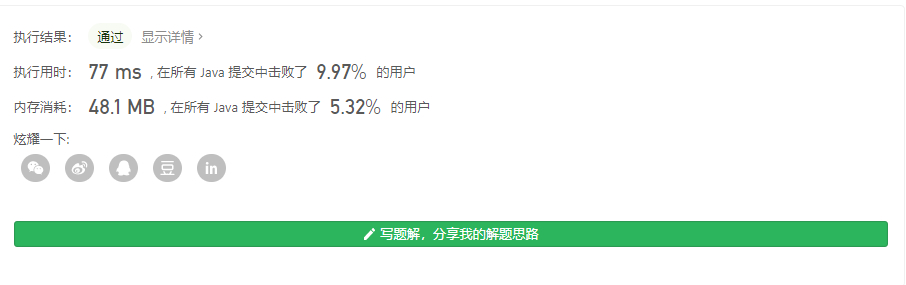 执行结果： 通过 显示详情 >
执行用时： 77 ms , 在所有 Java 提交中击败了 9.97% 的用户
内存消耗： 48.1 MB , 在所有 Java 提交中击败了 5.32% 的用户
炫耀一下:
豆 in
写题解，分享我的解题思路